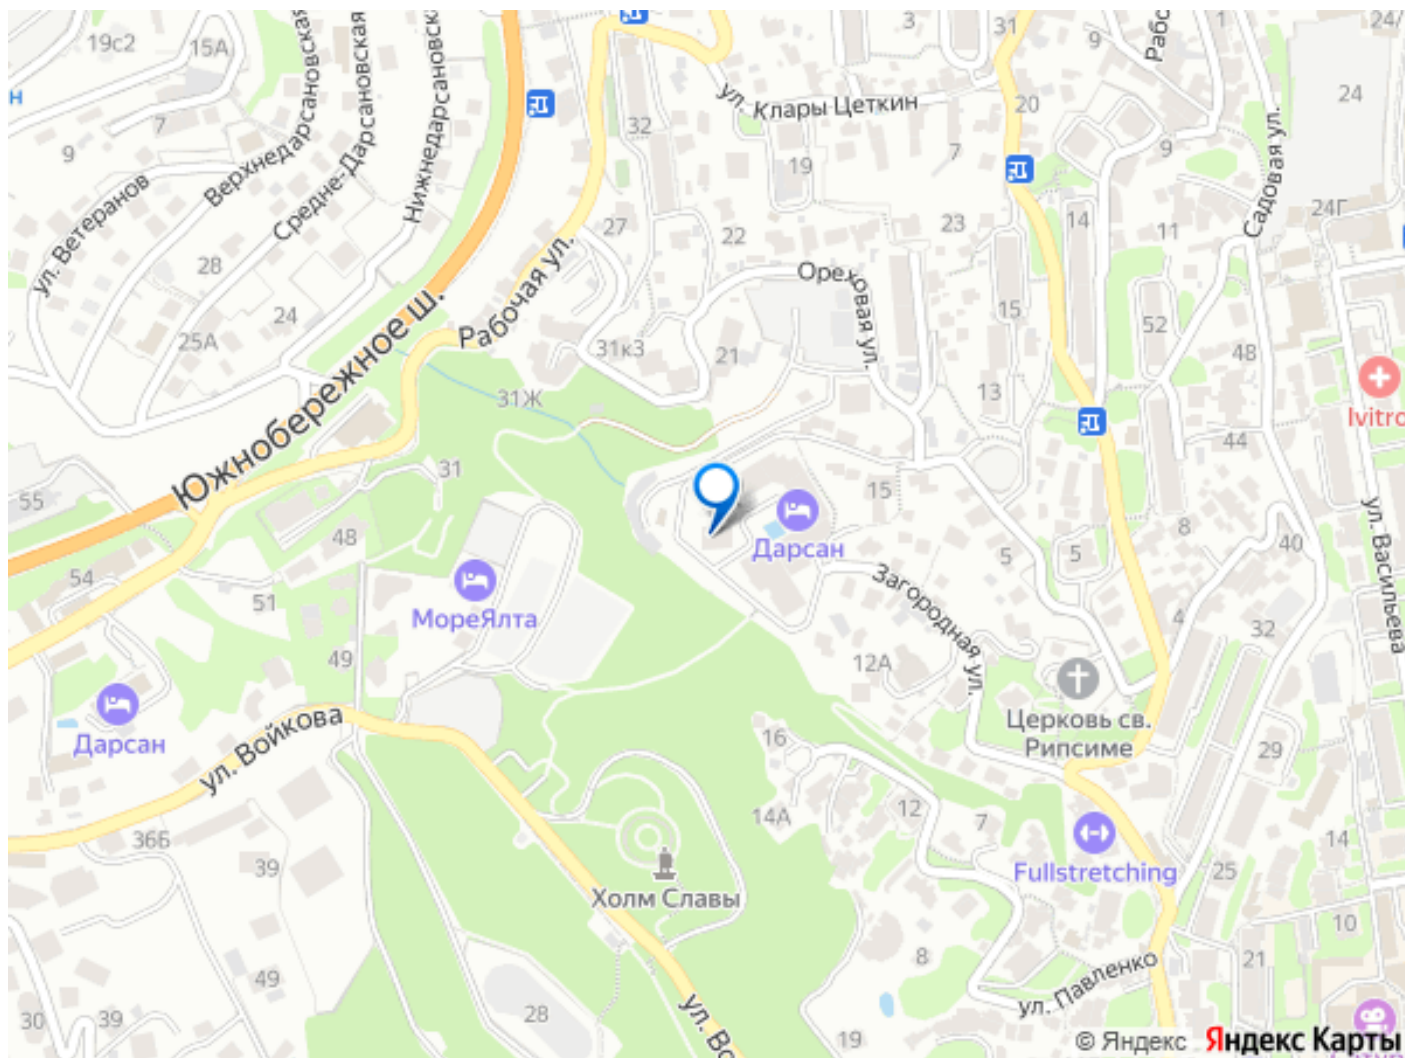 19с2
15А
Верхнедарсановская
Средне-Дарсановская
Нижнедарсановская
3
31
9
Рабо
1
24/
н
7
9
32
ул. Клары Цеткин
20
24
19
7
9
Садовая ул.
ул. Ветеранов
28
27
22
23
14
11
24Г
24
25А
Южнобережное ш.
Рабочая ул.
31к3
21
Ореховая ул.
15
52
48
13
31Ж
Ivitro
44
31
55
48
15
8
40
ул. Васильева
Дарсан
5
5
54
51
МореЯлта
Загородная ул.
4
32
49
12А
Дарсан
ул. Войкова
Церковь св.
Рипсиме
16
29
14А
12
7
14
36Б
39
Fullstretching
25
Холм Славы
10
8
49
ул. Павленко
21
30
39
28
ул. Во
19
© Яндекс
Яндекс Карты